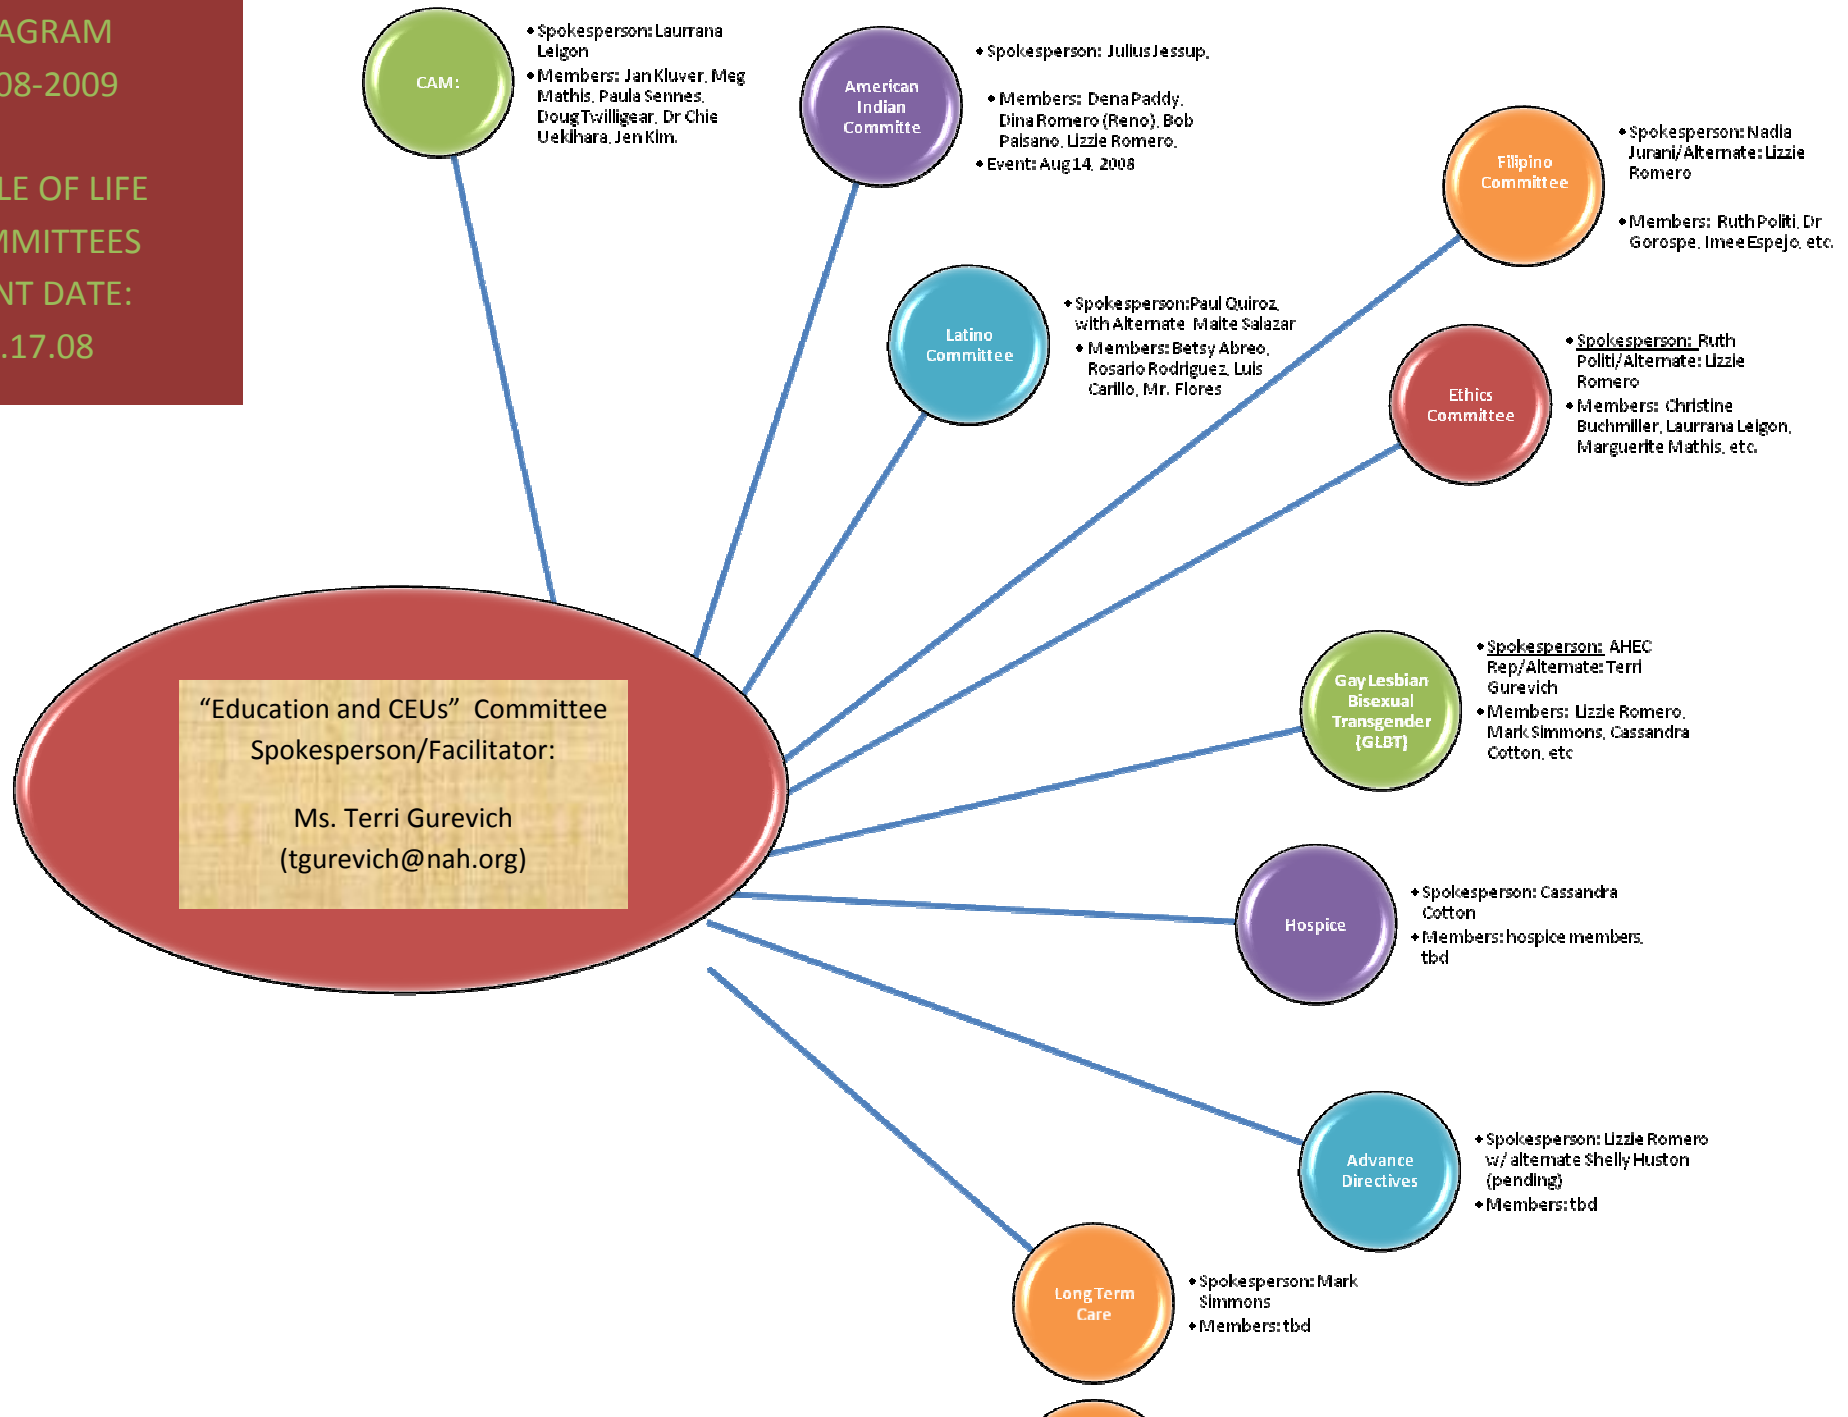 AGRAM
08-2009
LE OF LIFE
MMITTEES
NT DATE:
.17.08
CAM:
• Spokesperson: Laurrana
Leigon
• Members: Jan Kluver, Meg
Mathis, Paula Sennes,
Doug Twilligear, Dr Chie
Uekihara, Jen Kim.
American
Indian
Committe
• Spokesperson: Julius Jessup,
• Members: Dena Paddy,
Dina Romero (Reno), Bob
Paisano, Lizzie Romero,
• Event: Aug 14, 2008
Filipino
Committee
• Spokesperson: Nadia
Jurani/Alternate: Lizzie
Romero
• Members: Ruth Politi, Dr
Gorospe, Imee Espejo, etc.
Latino
Committee
• Spokesperson:Paul Quiroz,
with Alternate Maite Salazar
• Members: Betsy Abreo,
Rosario Rodriguez, Luis
Carillo, Mr. Flores
Ethics
Committee
• Spokesperson: Ruth
Politi/Alternate: Lizzie
Romero
• Members: Christine
Buchmiller, Laurrana Leigon,
Marguerite Mathis, etc.
Gay Lesbian
Bisexual
Transgender
(GLBT)
• Spokesperson: AHEC
Rep/Alternate: Terri
Gurevich
• Members: Lizzie Romero,
Mark Simmons, Cassandra
Cotton, etc
“Education and CEUs” Committee
Spokesperson/Facilitator:
Ms. Terri Gurevich
(tgurevich@nah.org)
Hospice
• Spokesperson: Cassandra
Cotton
• Members: hospice members,
tbd
Advance
Directives
• Spokesperson: Lizzie Romero
w/ alternate Shelly Huston
(pending)
• Members: tbd
Long Term
Care
• Spokesperson: Mark
Simmons
• Members: tbd